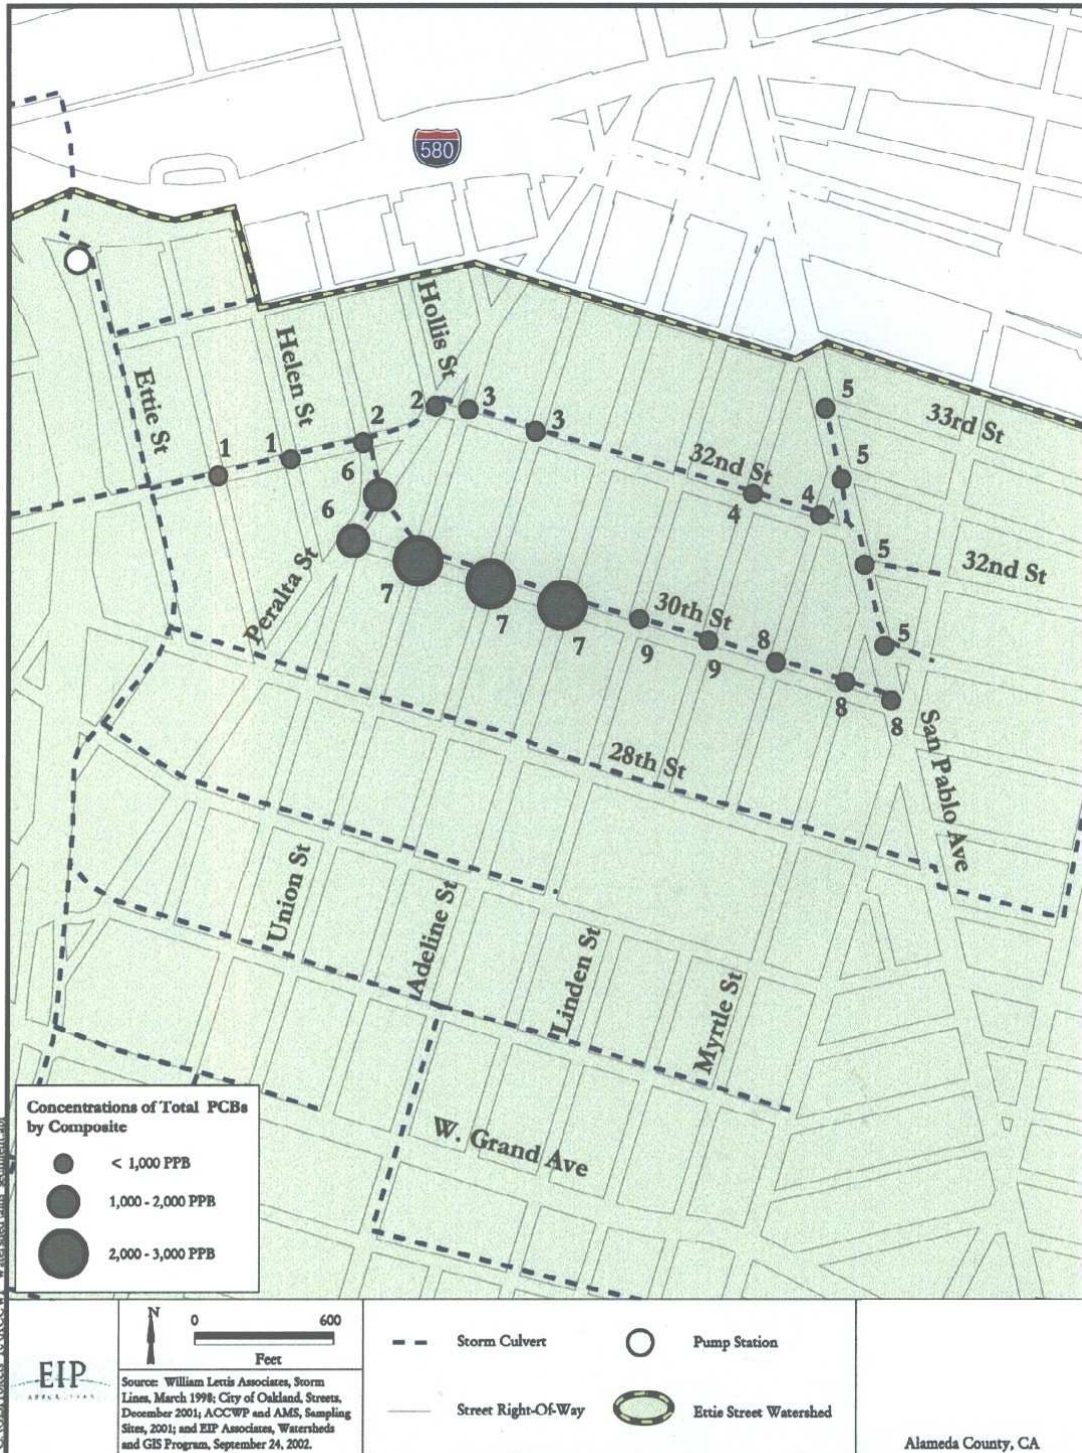 580
Hollis St
Helen St
Ettie St
5
33rd St
2
3
2
3
1
1
32nd St
5
4
4
6
6
5
32nd St
Peralta St
7
7
7
30th St
9
9
8
5
8
8
28th St
San Pablo Ave
Union St
Adeline St
Linden St
Myrtle St
W. Grand Ave
Concentrations of Total PCBs
by Composite
< 1,000 PPB
1,000 - 2,000 PPB
2,000 - 3,000 PPB
EIP
N
0 600
Feet
Source: William Lettis Associates, Storm
Lines, March 1998; City of Oakland, Streets,
December 2001; ACCWP and AMS, Sampling
Sites, 2001; and EIP Associates, Watersheds
and GIS Program, September 24, 2002.
Storm Culvert
Pump Station
Street Right-Of-Way
Ettie Street Watershed
Alameda County, CA